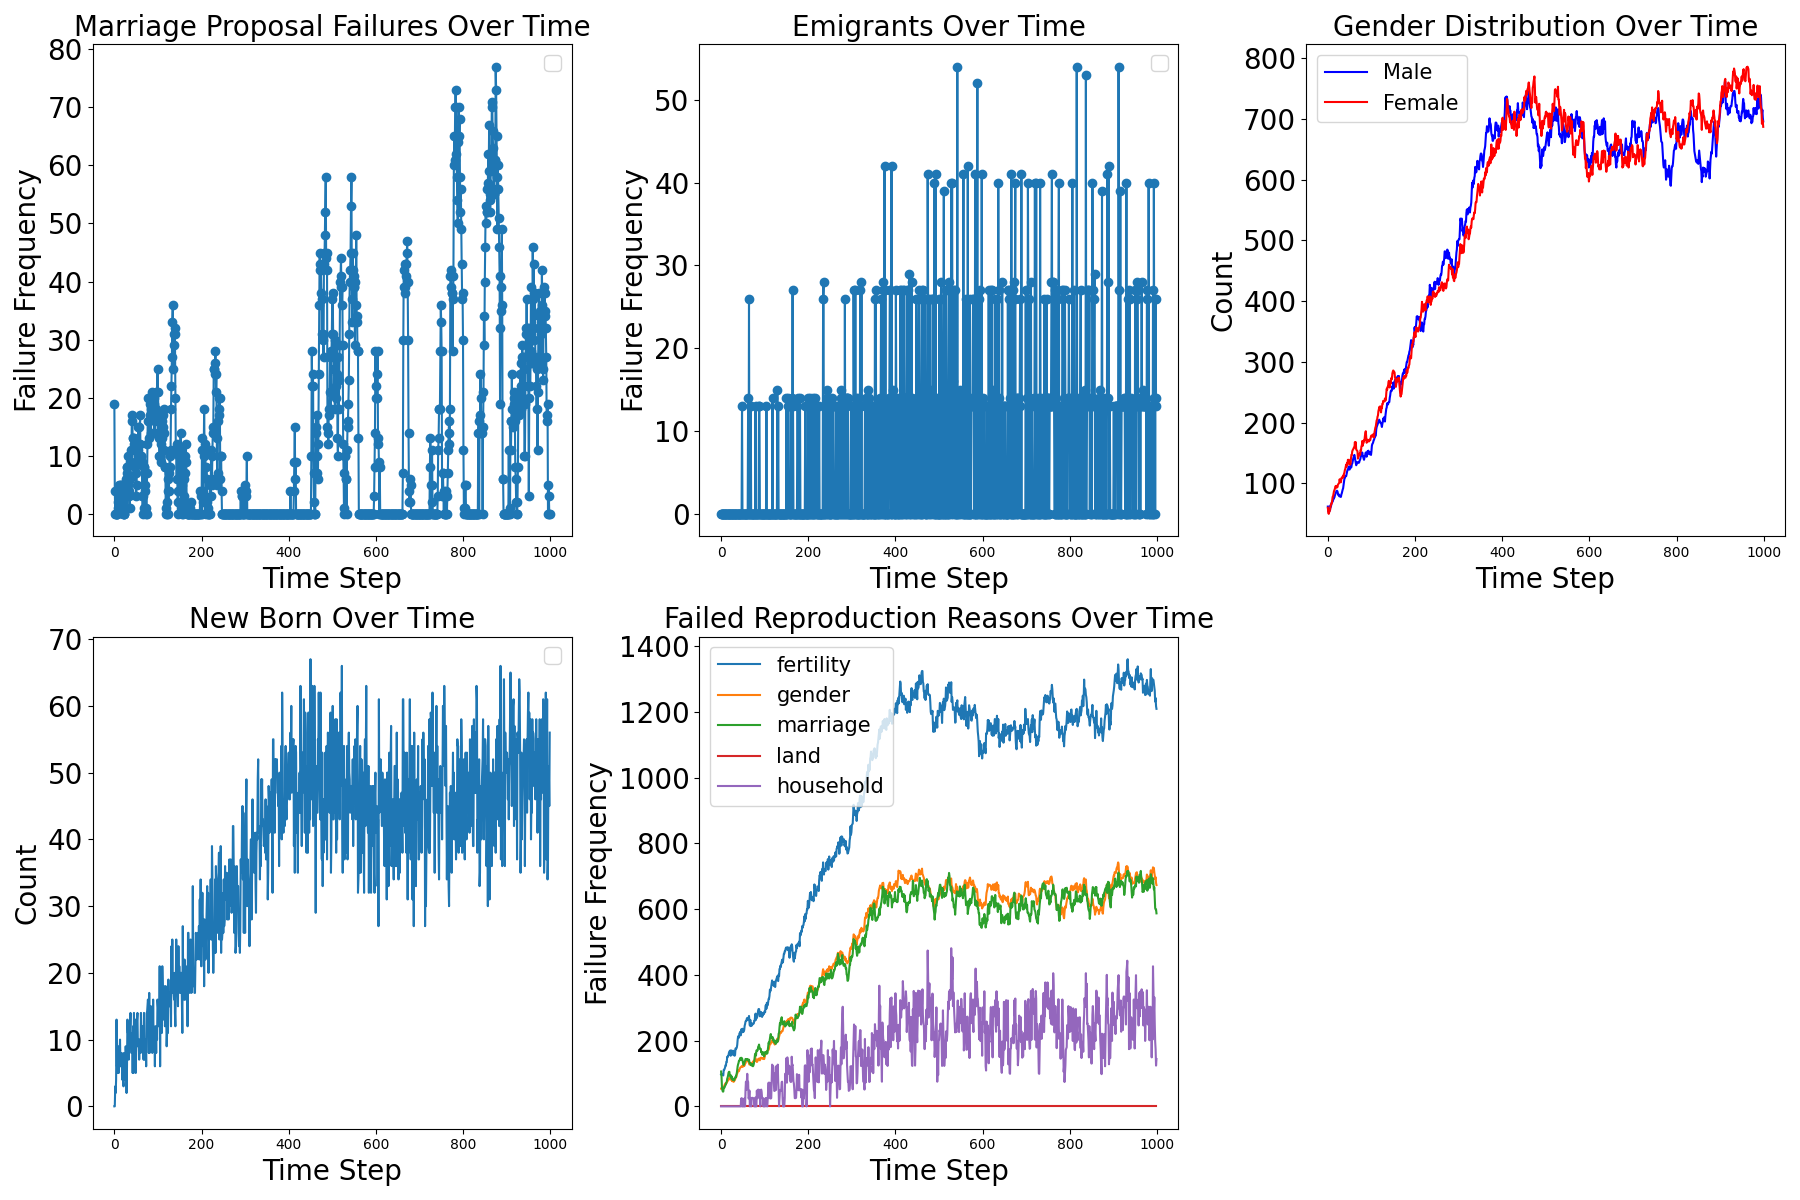 Marriage Proposal Failures Over Time
80
70
60
50
40
30
20
10
0
Failure Frequency
0 200 400 600 800 1000
Time Step
Emigrants Over Time
50
40
30
20
10
0
Failure Frequency
0 200 400 600 800 1000
Time Step
Gender Distribution Over Time
Male
Female
800
700
600
500
400
300
200
100
Count
0 200 400 600 800 1000
Time Step
New Born Over Time
70
60
50
40
30
20
10
0
Count
0 200 400 600 800 1000
Time Step
Failed Reproduction Reasons Over Time
fertility
gender
marriage
land
household
1400
1200
1000
800
600
400
200
0
Failure Frequency
0 200 400 600 800 1000
Time Step